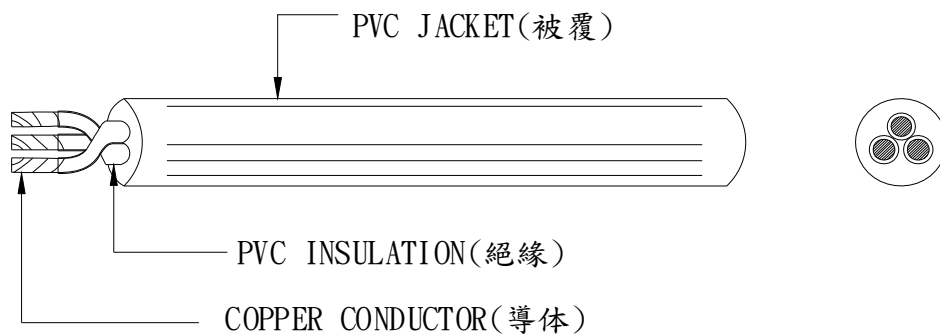 PVC JACKET(被覆)
PVC INSULATION(絕緣)
COPPER CONDUCTOR(導体)